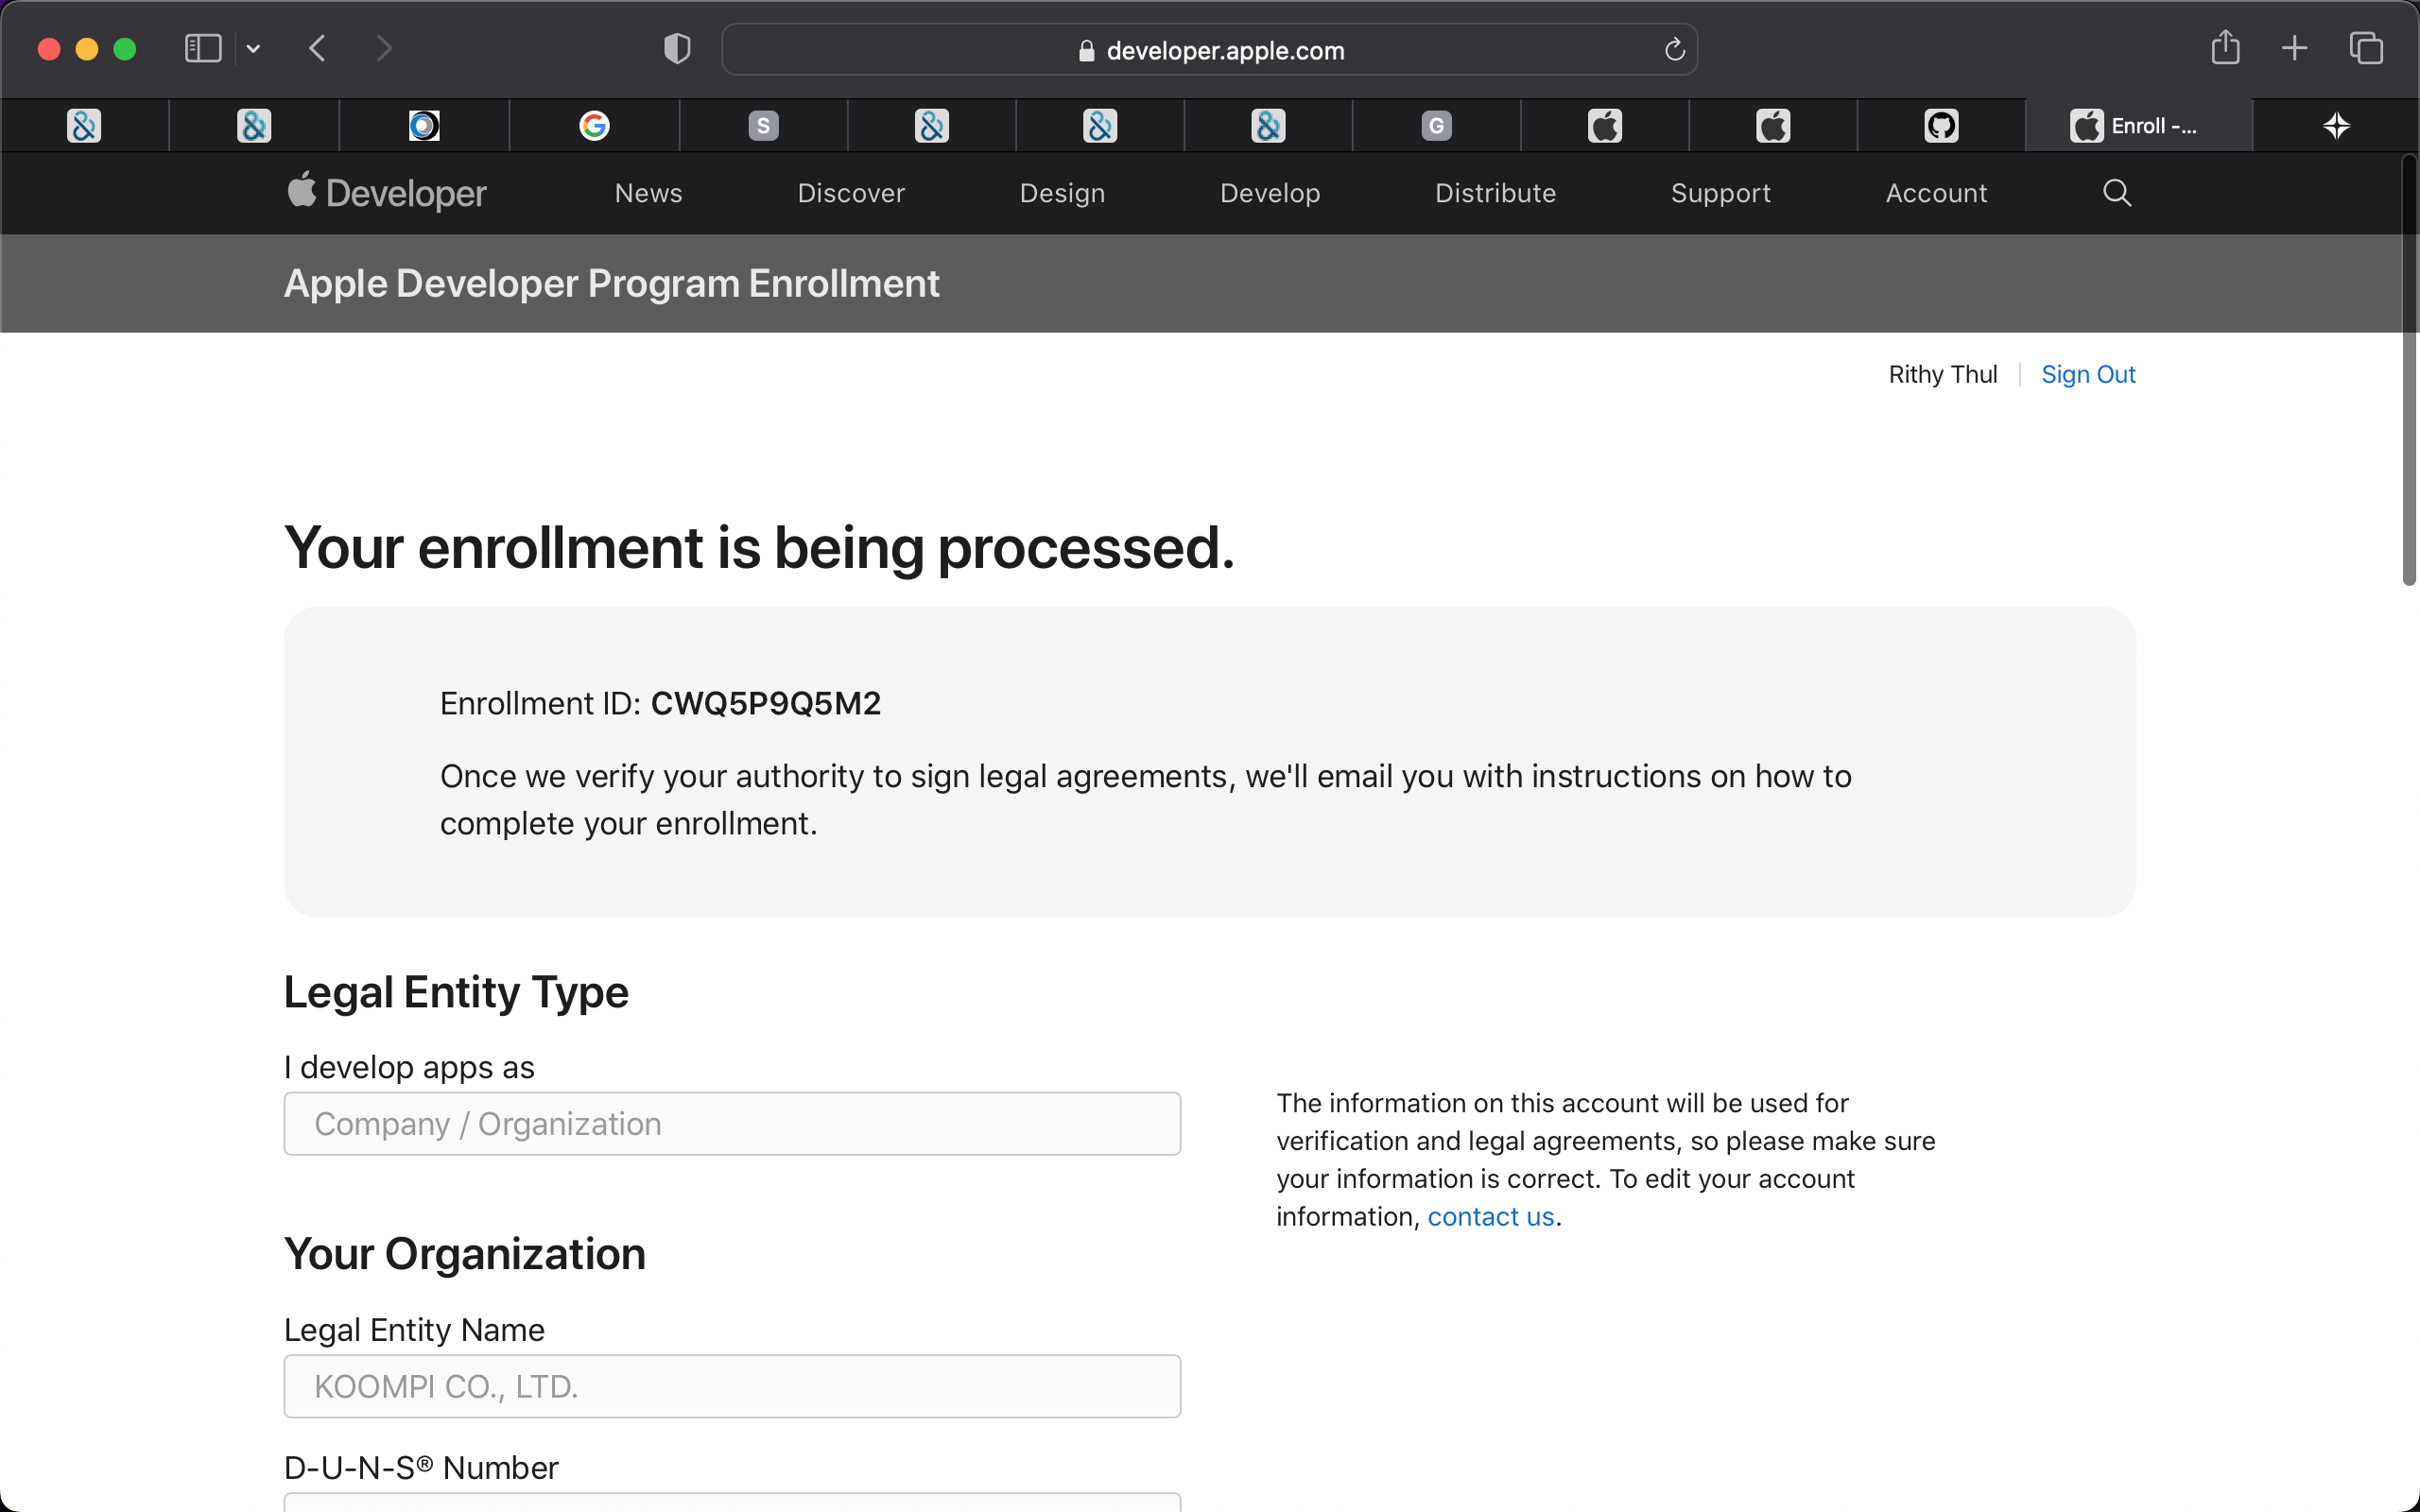 developer.apple.com
S
G
Enroll -...
Developer
News
Discover
Design
Develop
Distribute
Support
Account
Apple Developer Program Enrollment
Rithy Thul
Sign Out
Your enrollment is being processed.
Enrollment ID: CWQ5P9Q5M2
Once we verify your authority to sign legal agreements, we'll email you with instructions on how to
complete your enrollment.
Legal Entity Type
I develop apps as
Company / Organization
The information on this account will be used for
verification and legal agreements, so please make sure
your information is correct. To edit your account
information, contact us.
Your Organization
Legal Entity Name
KOOMPI CO., LTD.
D-U-N-S® Number